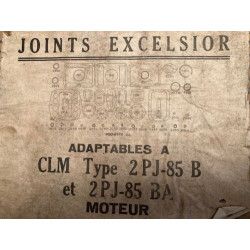 JOINTS EXCELSIOR
ADAPTABLES A
CLM Type 2PJ-85 B
et 2PJ-85 BA
MOTEUR